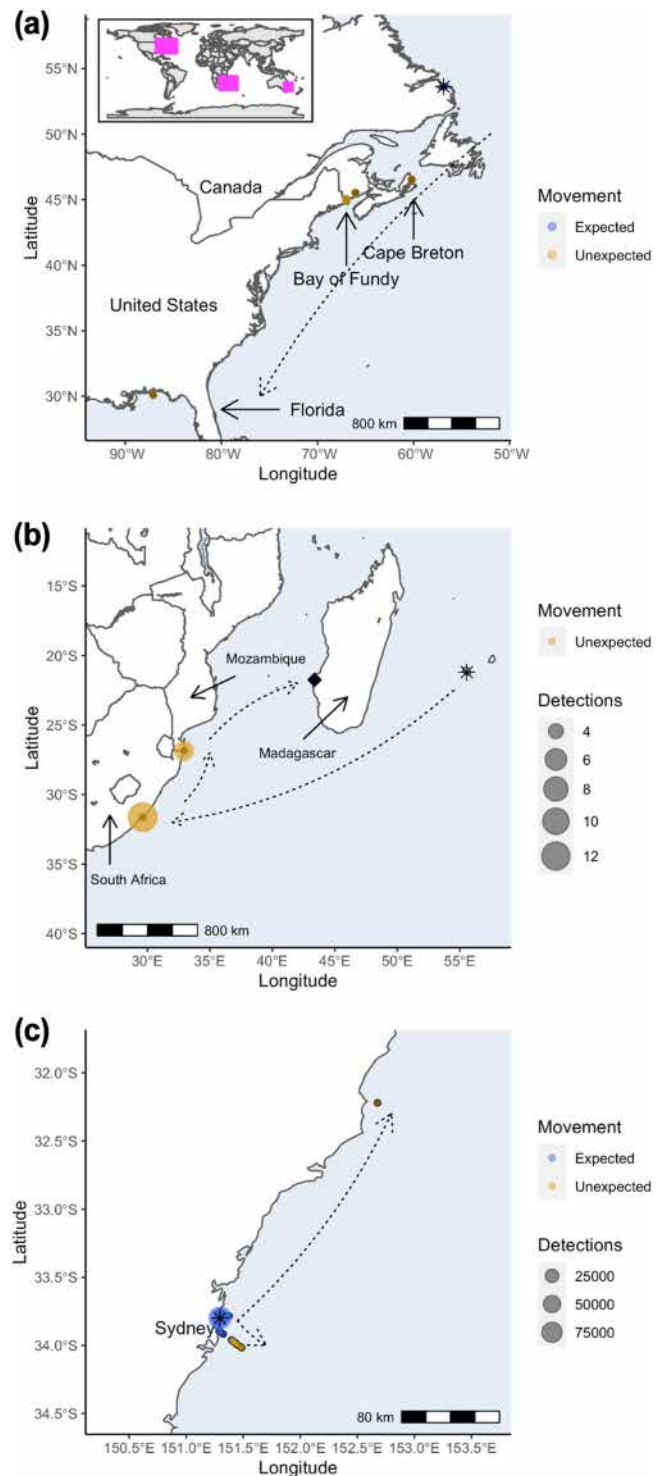 (a)
55°N
50°N
45°N
40°N
35°N
30°N
Latitude
Canada
United States
Cape Breton
Bay of Fundy
Florida
800 km
90°W 80°W 70°W 60°W 50°W
Longitude
Movement
Expected
Unexpected
(b)
15°S
20°S
25°S
30°S
35°S
40°S
Latitude
Mozambique
Madagascar
South Africa
800 km
30°E 35°E 40°E 45°E 50°E 55°E
Longitude
Movement
Unexpected
Detections
4
6
8
10
12
(c)
32.0°S
32.5°S
33.0°S
33.5°S
34.0°S
34.5°S
Latitude
Sydney
80 km
150.5°E 151.0°E 151.5°E 152.0°E 152.5°E 153.0°E 153.5°E
Longitude
Movement
Expected
Unexpected
Detections
25000
50000
75000